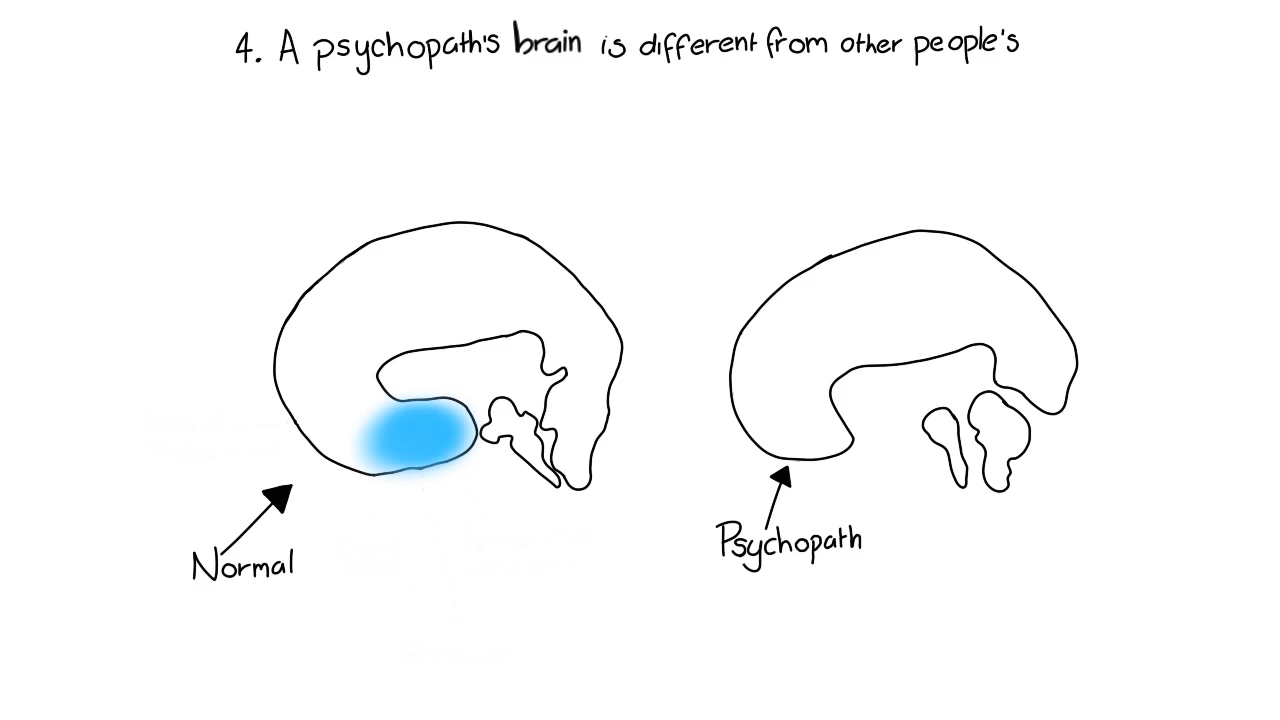 4. A psychopath's brain is different from other people's
Normal
Psychopath